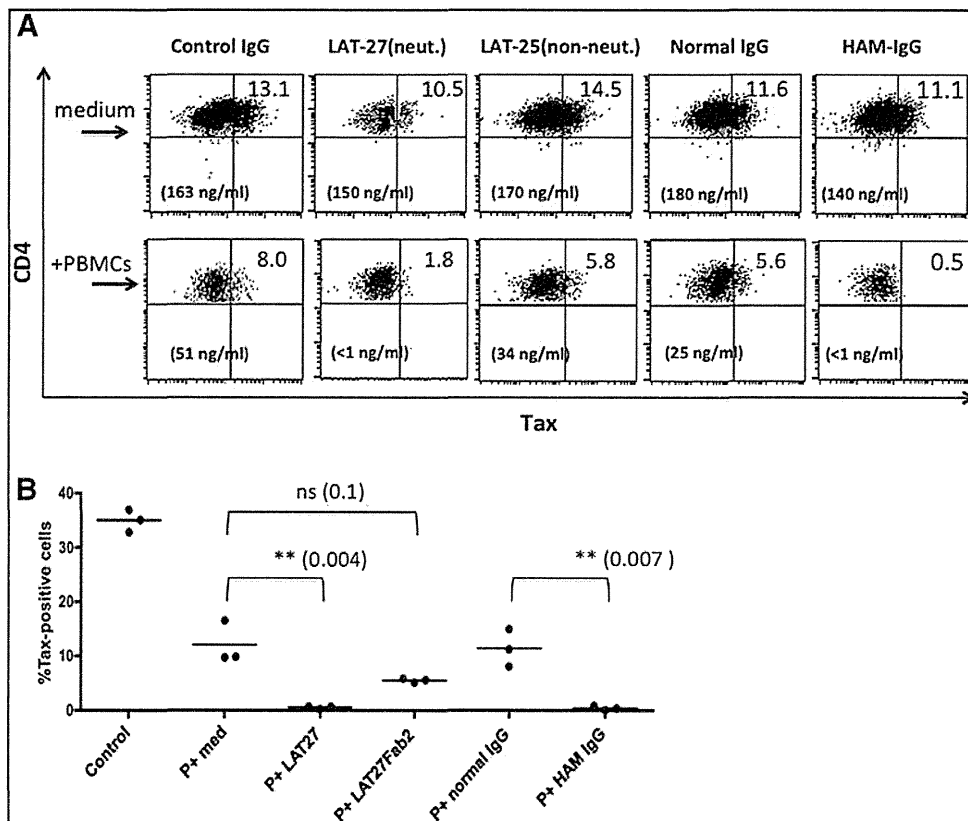 A
Control IgG LAT-27(neut.) LAT-25(non-neut.) Normal IgG HAM-IgG
medium
13.1 10.5 14.5 11.6 11.1
(163 ng/ml) (150 ng/ml) (170 ng/ml) (180 ng/ml) (140 ng/ml)
CD4
+PBMCs
8.0 1.8 5.8 5.6 0.5
(51 ng/ml) (<1 ng/ml) (34 ng/ml) (25 ng/ml) (<1 ng/ml)
Tax
B
%Tax-positive cells
40
30
20
10
0
ns (0.1)
** (0.004)
** (0.007 )
Control
P+ med
P+ LAT27
P+ LAT27Fab2
P+ normal IgG
P+ HAM IgG